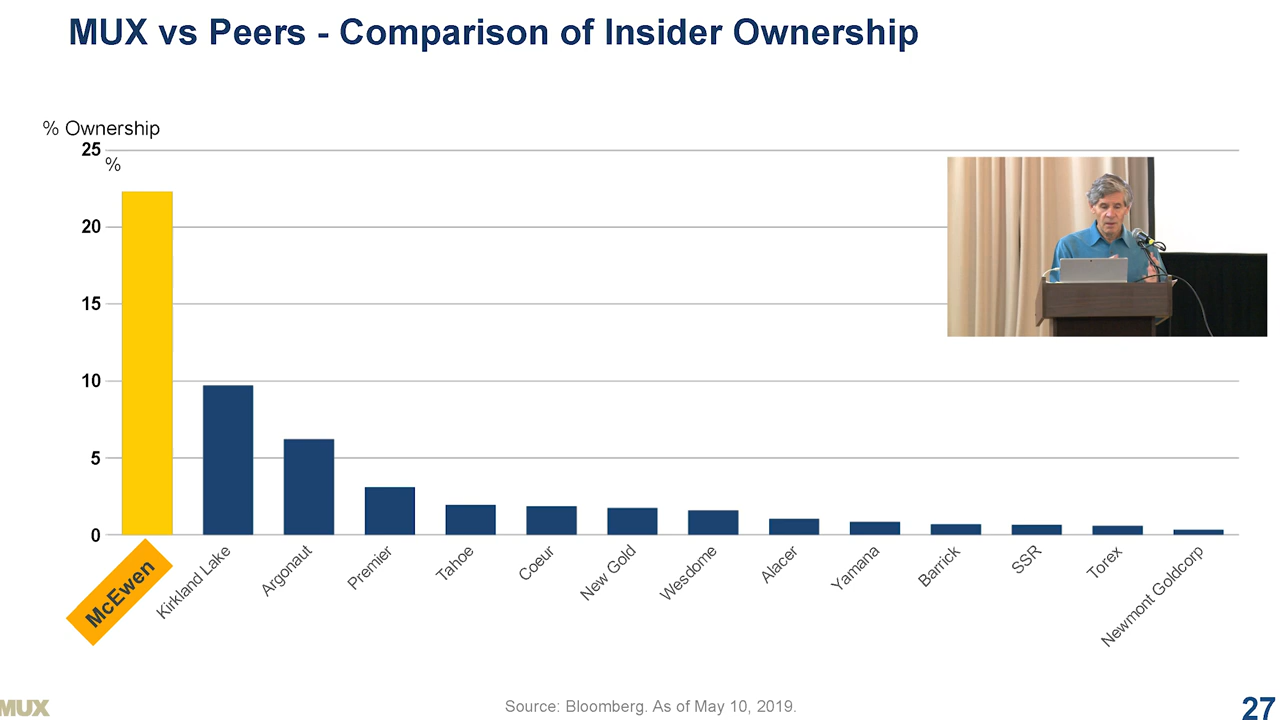 MUX vs Peers - Comparison of Insider Ownership
% Ownership
25
%
20
15
10
5
0
McEwen
Kirkland Lake
Argonaut
Premier
Tahoe
Coeur
New Gold
Wesdome
Alacer
Yamana
Barrick
SSR
Torex
Newmont Goldcorp
MUX
Source: Bloomberg. As of May 10, 2019.
27